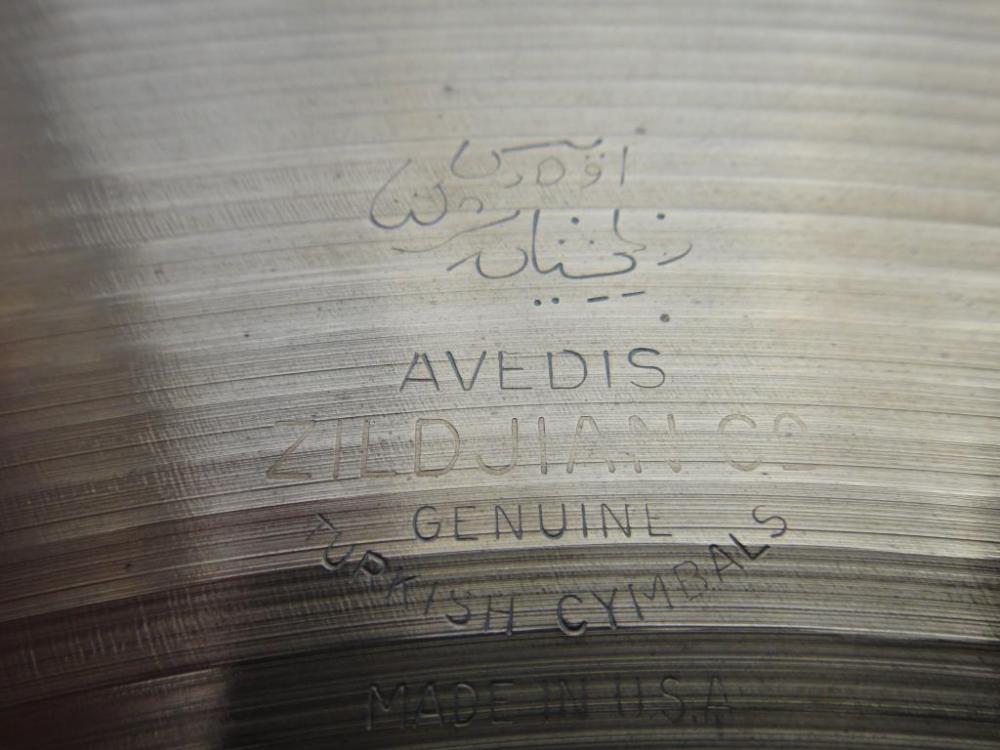 AVEDIS
ZILDJIAN CO
GENUINE
TURKISH CYMBALS
MADE IN U.S.A